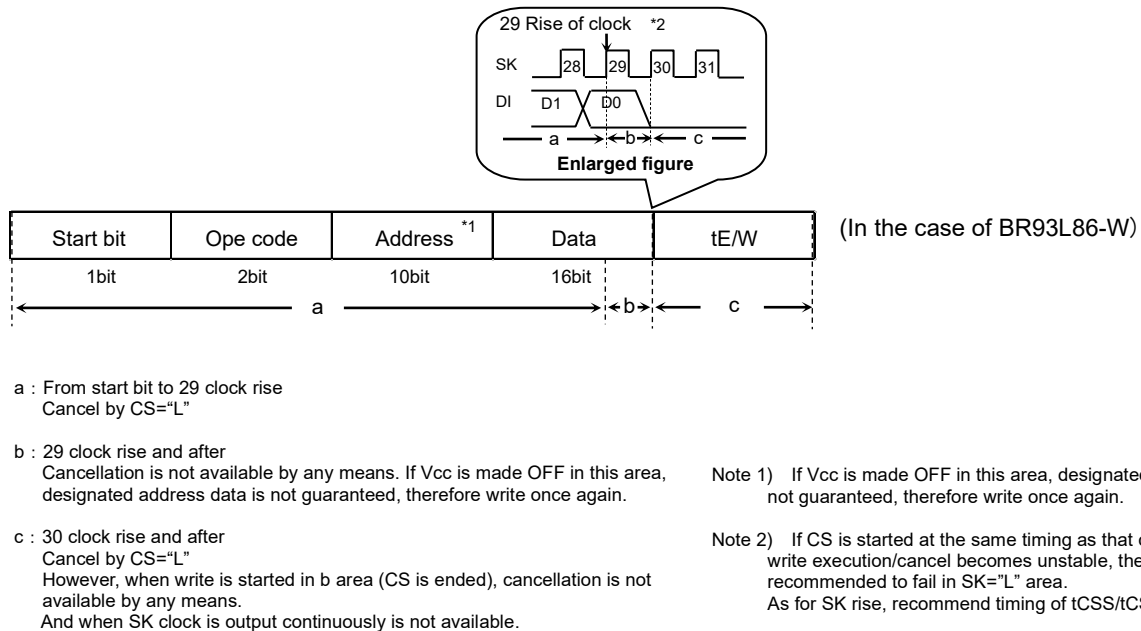 29 Rise of clock *2
SK 28 29 30 31
DI D1 D0
a b c
Enlarged figure
Start bit Ope code Address *1 Data tE/W (In the case of BR93L86-W)
1bit 2bit 10bit 16bit
a b c
a : From start bit to 29 clock rise
Cancel by CS=“L”
b : 29 clock rise and after
Cancellation is not available by any means. If Vcc is made OFF in this area,
designated address data is not guaranteed, therefore write once again.
c : 30 clock rise and after
Cancel by CS=“L”
However, when write is started in b area (CS is ended), cancellation is not
available by any means.
And when SK clock is output continuously is not available.
Note 1) If Vcc is made OFF in this area, designated
not guaranteed, therefore write once again.
Note 2) If CS is started at the same timing as that
write execution/cancel becomes unstable,
recommended to fail in SK=”L” area.
As for SK rise, recommend timing of